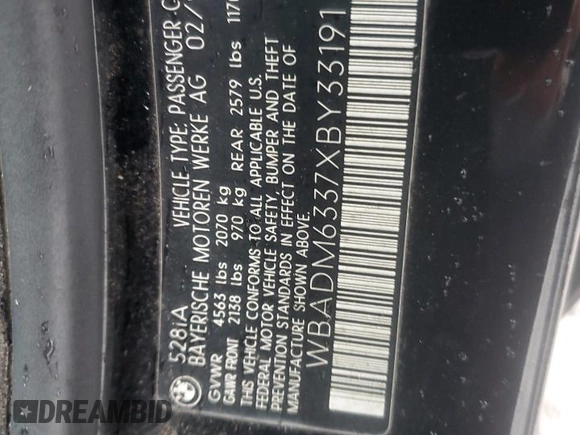 528iA VEHICLE TYPE: PASSENGER
BAYERISCHE MOTOREN WERKE AG 02/
GVWR 4563 lbs 2070 kg
GAWR FRONT 2138 lbs 970 kg REAR 2579 lbs 1170
THIS VEHICLE CONFORMS TO ALL APPLICABLE U.S.
FEDERAL MOTOR VEHICLE SAFETY, BUMPER AND THEFT
PREVENTION STANDARDS IN EFFECT ON THE DATE OF
MANUFACTURE SHOWN ABOVE.
WBADM6337XBY33191
DREAMBID